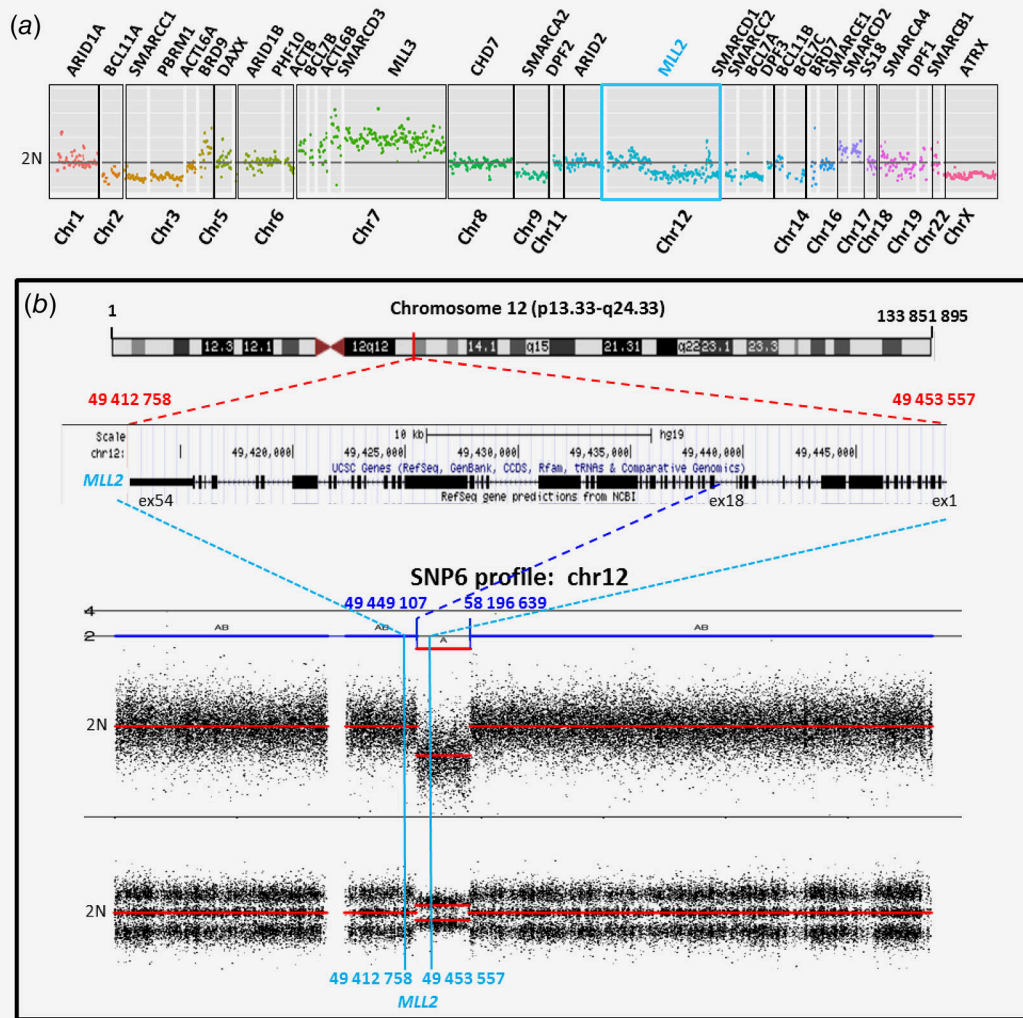 (a)
ARID1A
BCL11A
SMARCC1
PBRM1
ACTL6A
BRD9
DAXX
ARID1B
PHF10
ACTB
BCL7B
ACTL6B
SMARCD3
MLL3
CHD7
SMARCA2
DPF2
ARID2
MLL2
SMARCD1
SMARCC2
BCL7A
DPF3
BCL11B
BCL7C
BRD7
SMARCE1
SMARCD2
SS18
SMARCA4
DPF1
SMARCB1
ATRX
2N
Chr1
Chr2
Chr3
Chr5
Chr6
Chr7
Chr8
Chr9
Chr11
Chr12
Chr14
Chr16
Chr17
Chr18
Chr19
Chr22
ChrX
(b)
1 Chromosome 12 (p13.33-q24.33) 133 851 895
12.3 12.1 12q12 14.1 q15 21.31 q22 23.1 23.3
49 412 758 49 453 557
Scale 10 kb hg19
chr12: 49,420,000 49,425,000 49,430,000 49,435,000 49,440,000 49,445,000
UCSC Genes (RefSeq, GenBank, CCDS, Rfam, tRNAs & Comparative Genomics)
MLL2
RefSeq gene predictions from NCBI
ex54 ex18 ex1
SNP6 profile: chr12
49 449 107 58 196 639
4
AB AB AB
2
A
2N
2N
49 412 758 49 453 557
MLL2